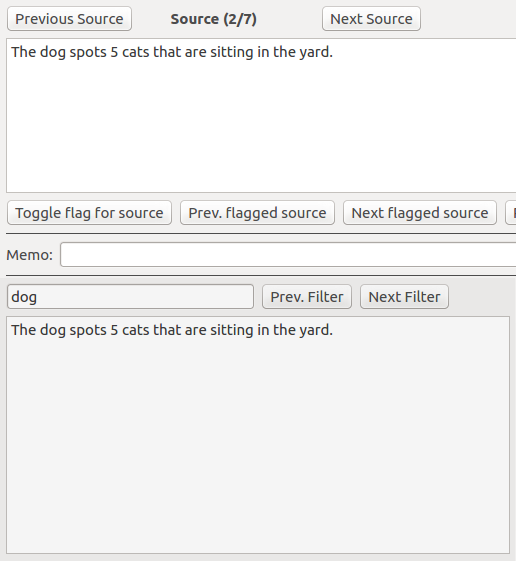 Previous Source Source (2/7) Next Source
The dog spots 5 cats that are sitting in the yard.
Toggle flag for source Prev. flagged source Next flagged source
Memo:
dog Prev. Filter Next Filter
The dog spots 5 cats that are sitting in the yard.